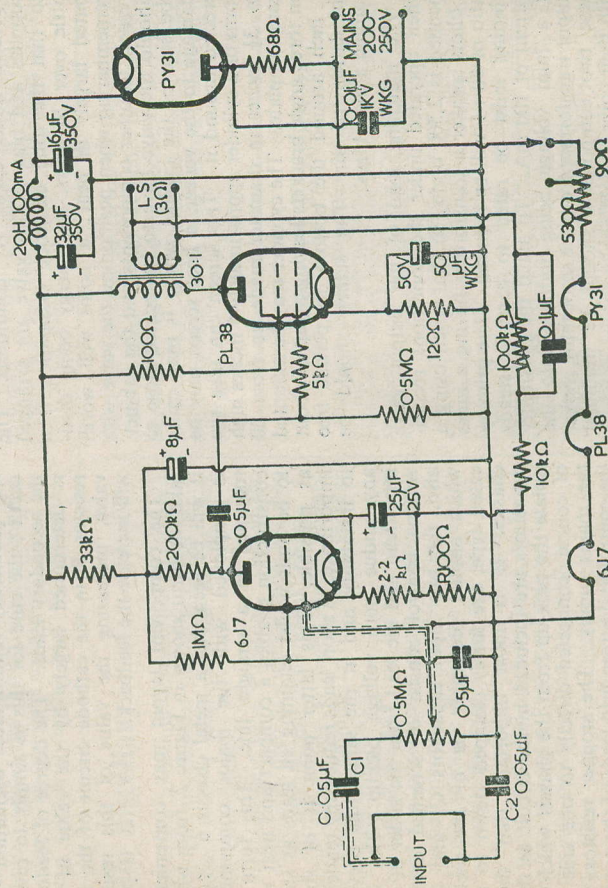 20H 100mA
32µF
350V
16µF
350V
PY31
33kΩ
8µF
30:1
L.S
(3Ω)
68Ω
MAINS
200-
250V
0.01µF
1KV
WKG
1MΩ
200kΩ
.05µF
100Ω
PL38
6J7
5kΩ
0.05µF
C1
0.5MΩ
0.5MΩ
25µF
25V
2.2
kΩ
120Ω
50V
50
µF
WKG
INPUT
0.5µF
R,100Ω
C2
0.05µF
10kΩ
100kΩ
0.1µF
6J7
PL38
PY31
530Ω
90Ω